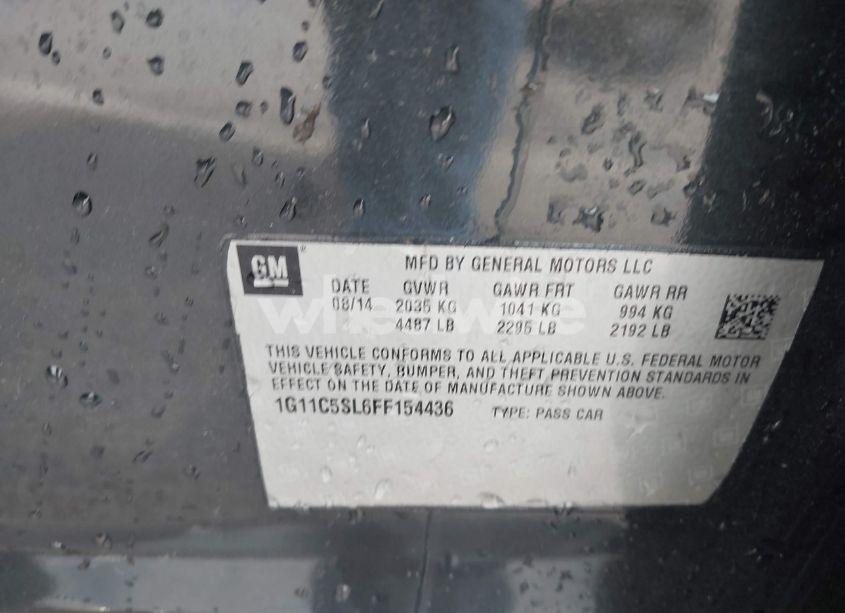 GM ®
MFD BY GENERAL MOTORS LLC
DATE GVWR GAWR FRT GAWR RR
08/14 2035 KG 1041 KG 994 KG
4487 LB 2295 LB 2192 LB
THIS VEHICLE CONFORMS TO ALL APPLICABLE U.S. FEDERAL MOTOR
VEHICLE SAFETY, BUMPER, AND THEFT PREVENTION STANDARDS IN
EFFECT ON THE DATE OF MANUFACTURE SHOWN ABOVE.
1G11C5SL6FF154436 TYPE: PASS CAR